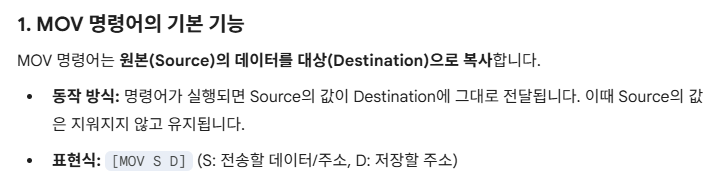 1. MOV 명령어의 기본 기능
MOV 명령어는 원본(Source)의 데이터를 대상(Destination)으로 복사합니다.
• 동작 방식: 명령어가 실행되면 Source의 값이 Destination에 그대로 전달됩니다. 이때 Source의 값
은 지워지지 않고 유지됩니다.
• 표현식: [MOV S D] (S: 전송할 데이터/주소, D: 저장할 주소)